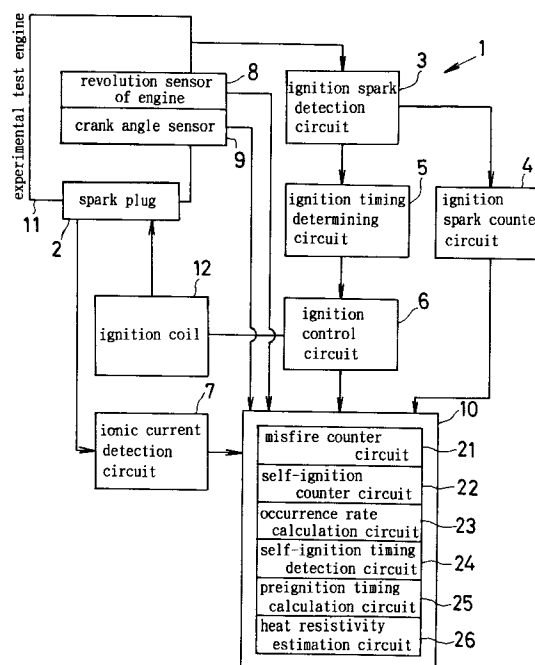 experimental test engine
11
revolution sensor
of engine
8
crank angle sensor
9
spark plug
2
ignition coil
12
ionic current
detection
circuit
7
1
ignition spark
detection
circuit
3
ignition timing
determining
circuit
5
ignition
spark counter
circuit
4
ignition
control
circuit
6
10
misfire counter
circuit
21
self-ignition
counter circuit
22
occurrence rate
calculation circuit
23
self-ignition timing
detection circuit
24
preignition timing
calculation circuit
25
heat resistivity
estimation circuit
26